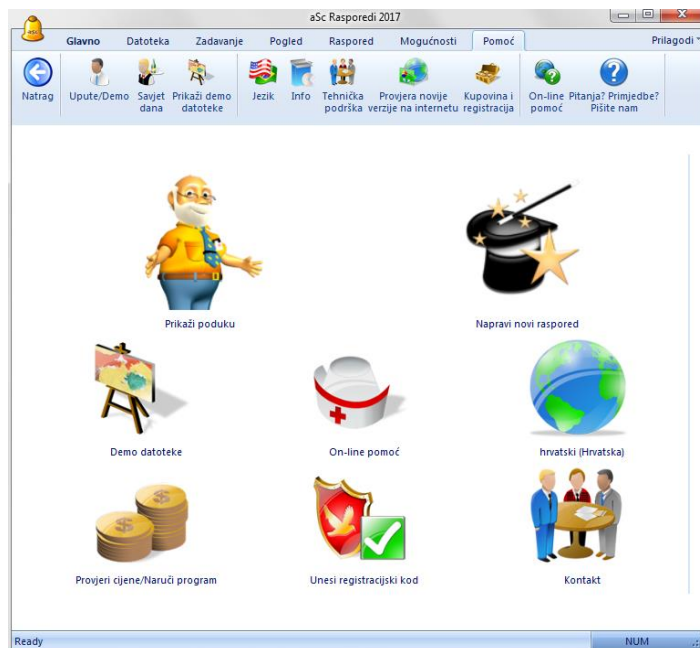 aSc Rasporedi 2017
aSc
Glavno Datoteka Zadavanje Pogled Raspored Mogućnosti Pomoć Prilagodi
Natrag Upute/Demo Savjet Prikaži demo Jezik Info Tehnička Provjera novije Kupovina i On-line Pitanja? Primjedbe?
dana datoteke podrška verzije na internetu registracija pomoć Pišite nam
Prikaži poduku Napravi novi raspored
Demo datoteke On-line pomoć hrvatski (Hrvatska)
Provjeri cijene/Naruči program Unesi registracijski kod Kontakt
Ready NUM